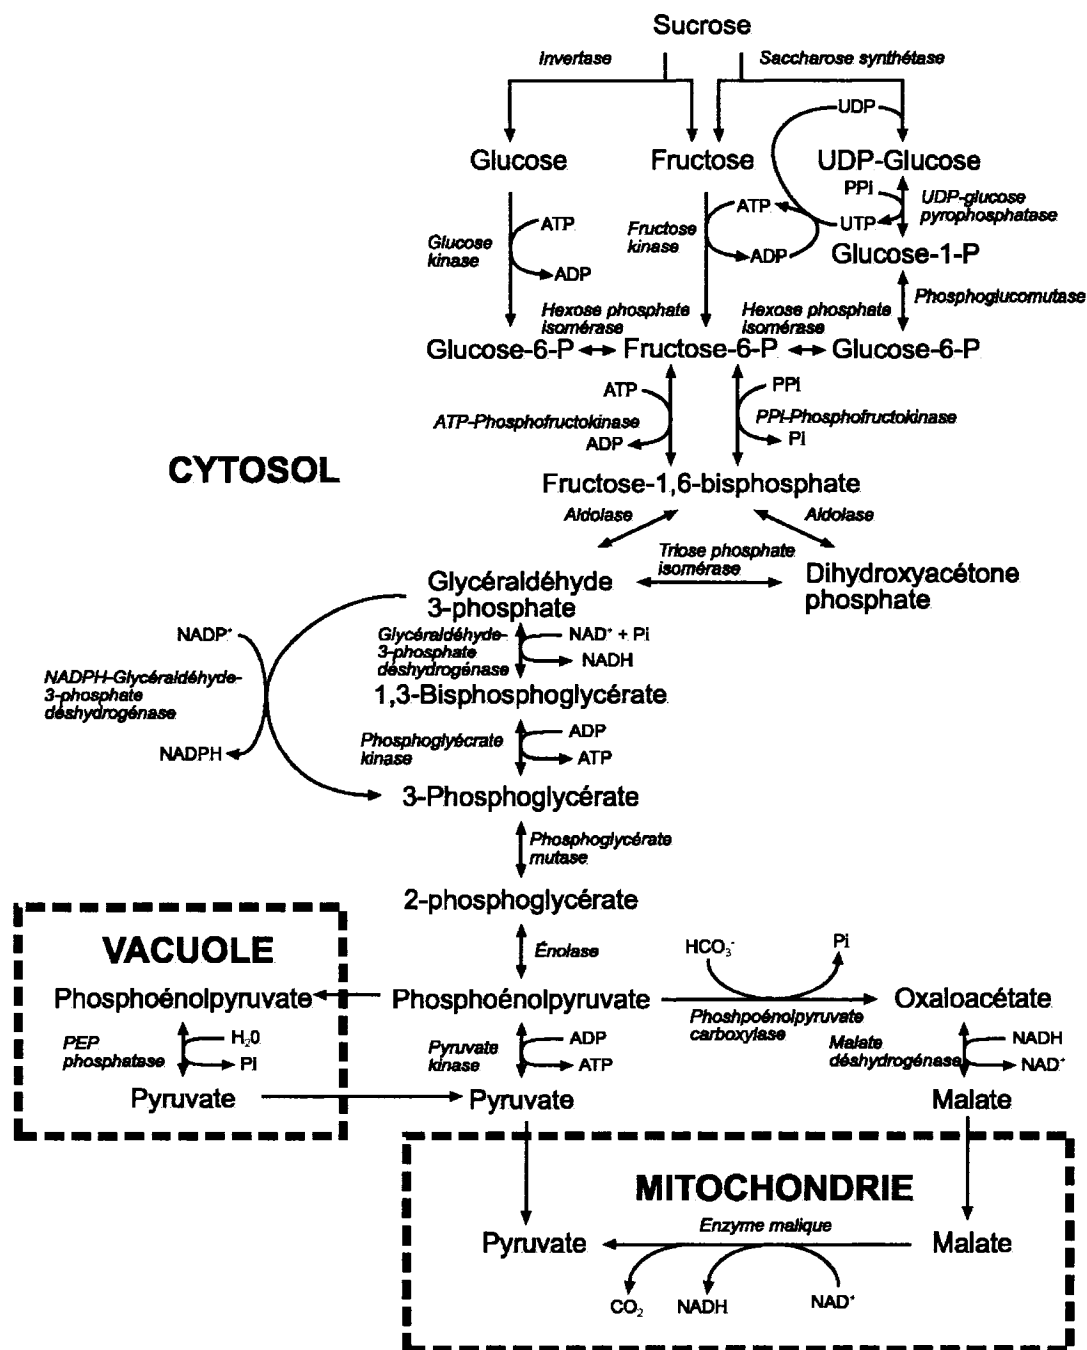 Sucrose
Invertase
Saccharose synthétase
UDP
Glucose
Fructose
UDP-Glucose
PPi
UDP-glucose
pyrophosphatase
UTP
ATP
ADP
Glucose
kinase
Fructose
kinase
ATP
ADP
Glucose-1-P
Phosphoglucomutase
Hexose phosphate
isomérase
Hexose phosphate
isomérase
Glucose-6-P
Fructose-6-P
Glucose-6-P
ATP
ATP-Phosphofructokinase
ADP
PPi
PPi-Phosphofructokinase
Pi
CYTOSOL
Fructose-1,6-bisphosphate
Aldolase
Aldolase
Triose phosphate
isomérase
Glycéraldéhyde
3-phosphate
Dihydroxyacétone
phosphate
NADP⁺
NADPH-Glycéraldéhyde-
3-phosphate
déshydrogénase
NADPH
Glycéraldéhyde-
3-phosphate
déshydrogénase
NAD⁺ + Pi
NADH
1,3-Bisphosphoglycérate
Phosphoglyécrate
kinase
ADP
ATP
3-Phosphoglycérate
Phosphoglycérate
mutase
2-phosphoglycérate
Énolase
VACUOLE
HCO₃⁻
Pi
Phosphoénolpyruvate
Phosphoénolpyruvate
Oxaloacétate
Phoshpoénolpyruvate
carboxylase
PEP
phosphatase
H₂0
Pi
Pyruvate
kinase
ADP
ATP
Malate
déshydrogénase
NADH
NAD⁺
Pyruvate
Pyruvate
Malate
MITOCHONDRIE
Enzyme malique
Pyruvate
Malate
CO₂
NADH
NAD⁺